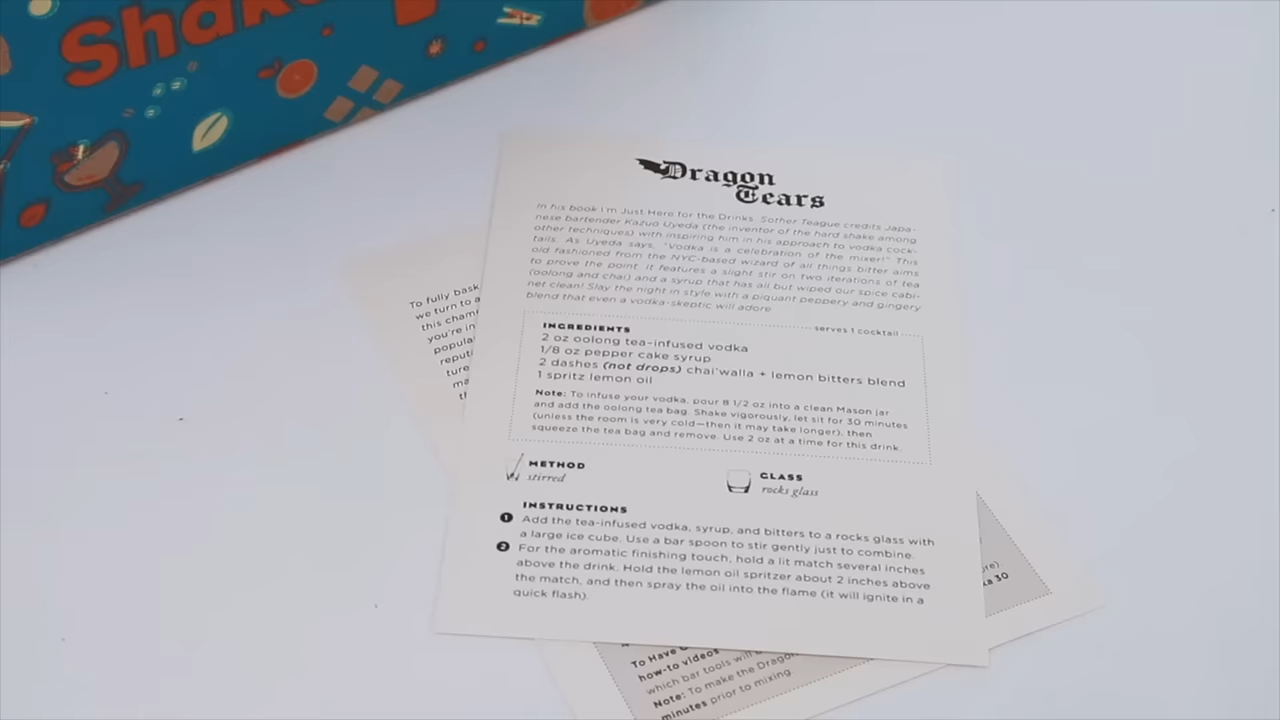 Shake
Dragon
Tears
In his book I'm Just Here for the Drinks, Sother Teague credits Japa-
nese bartender Kazuo Uyeda (the inventor of the hard shake among
other techniques) with inspiring him in his approach to vodka cock-
tails. As Uyeda says, "Vodka is a celebration of the mixer!" This
old fashioned from the NYC-based wizard of all things bitter aims
to prove the point. It features a slight stir on two iterations of tea
(oolong and chai) and a syrup that has all but wiped our spice cabi-
net clean! Slay the night in style with a piquant peppery and gingery
blend that even a vodka-skeptic will adore
serves 1 cocktail
INGREDIENTS
2 oz oolong tea-infused vodka
1/8 oz pepper cake syrup
2 dashes (not drops) chai'walla + lemon bitters blend
1 spritz lemon oil
Note: To infuse your vodka, pour 8 1/2 oz into a clean Mason jar
and add the oolong tea bag. Shake vigorously, let sit for 30 minutes
(unless the room is very cold—then it may take longer), then
squeeze the tea bag and remove. Use 2 oz at a time for this drink.
METHOD
stirred
GLASS
rocks glass
INSTRUCTIONS
1 Add the tea-infused vodka, syrup, and bitters to a rocks glass with
a large ice cube. Use a bar spoon to stir gently just to combine.
2 For the aromatic finishing touch, hold a lit match several inches
above the drink. Hold the lemon oil spritzer about 2 inches above
the match, and then spray the oil into the flame (it will ignite in a
quick flash).
To fully bask
we turn to a
this cham
you're in
popula
reput
ture
ma
th
re)
ka 30
To Have
how-to videos
which bar tools will
Note: To make the Dragon
minutes prior to mixing.